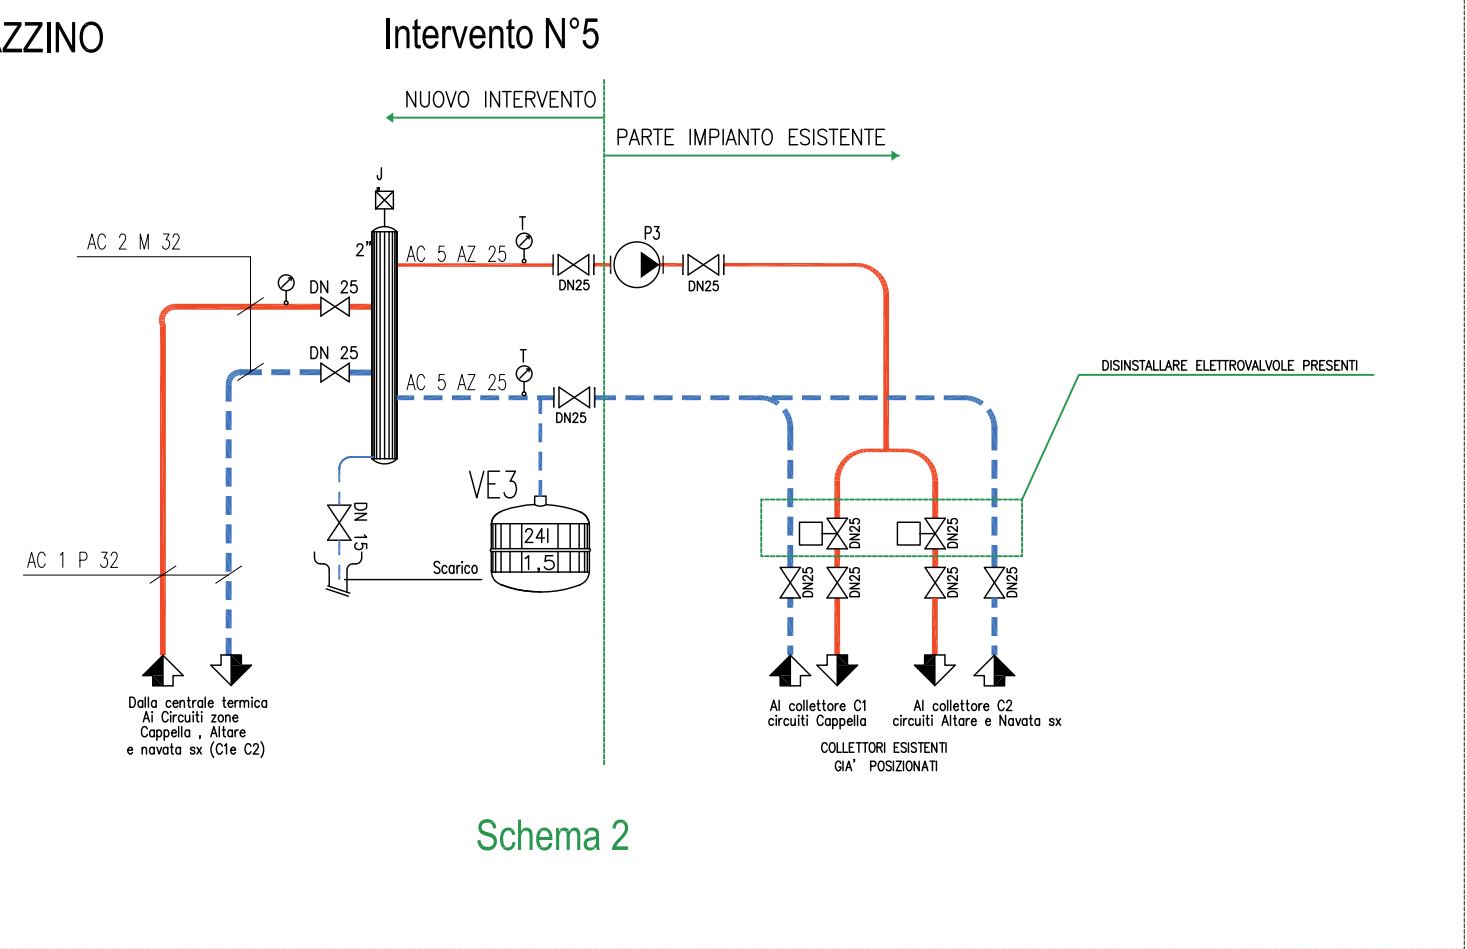 AZZINO
Intervento N°5
NUOVO INTERVENTO
PARTE IMPIANTO ESISTENTE
J
AC 2 M 32
2"
AC 5 AZ 25
T
P3
DN 25
DN25
DN25
DN 25
AC 5 AZ 25
T
DN25
DISINSTALLARE ELETTROVALVOLE PRESENTI
VE3
DN 15
24l
1,5
DN25
DN25
AC 1 P 32
Scarico
DN25
DN25
DN25
DN25
Dalla centrale termica
Ai Circuiti zone
Cappella , Altare
e navata sx (C1e C2)
Al collettore C1
circuiti Cappella
Al collettore C2
circuiti Altare e Navata sx
COLLETTORI ESISTENTI
GIA' POSIZIONATI
Schema 2